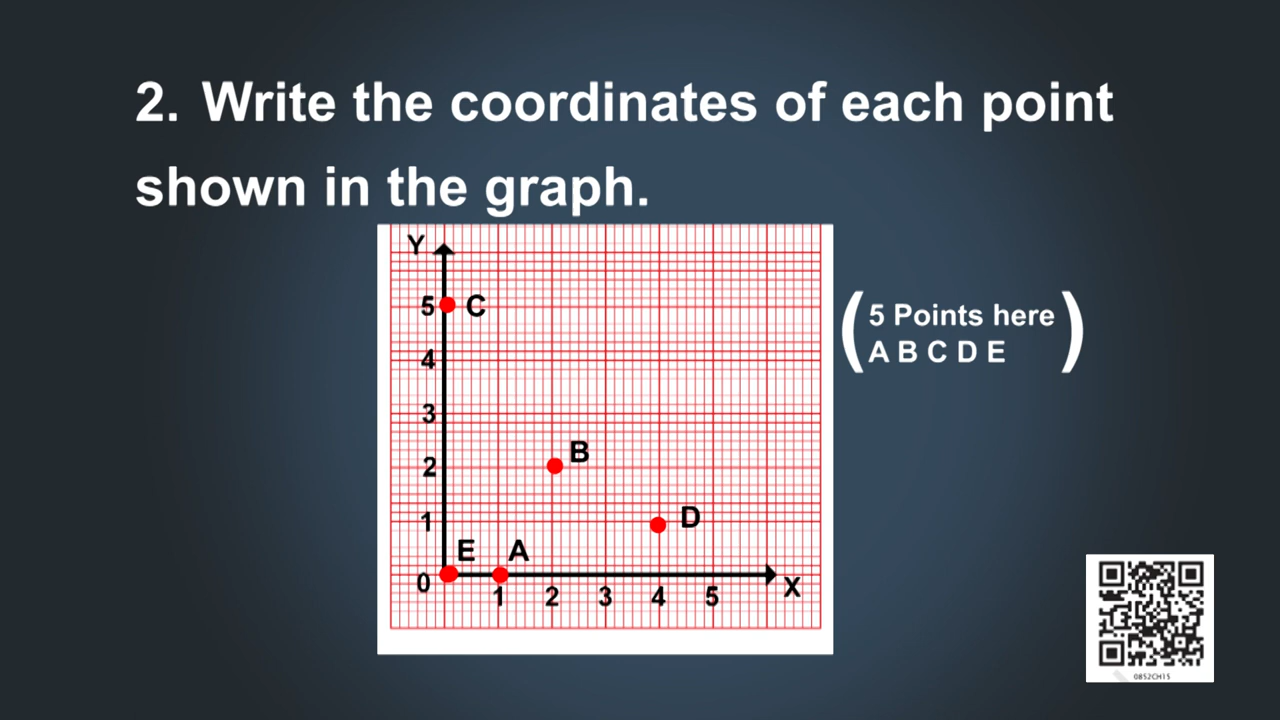 2. Write the coordinates of each point
shown in the graph.
Y
5 C
4
3
2 B
1 D
E A
0
1 2 3 4 5 X
5 Points here
A B C D E
0852CH15